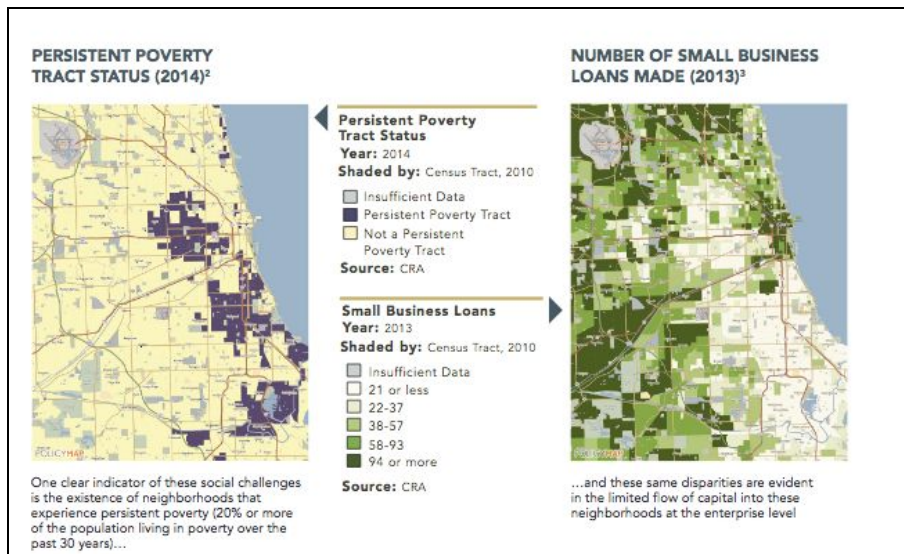 PERSISTENT POVERTY
TRACT STATUS (2014)²
Persistent Poverty
Tract Status
Year: 2014
Shaded by: Census Tract, 2010
Insufficient Data
Persistent Poverty Tract
Not a Persistent
Poverty Tract
Source: CRA
Small Business Loans
Year: 2013
Shaded by: Census Tract, 2010
Insufficient Data
21 or less
22-37
38-57
58-93
94 or more
Source: CRA
NUMBER OF SMALL BUSINESS
LOANS MADE (2013)³
POLICYMAP
POLICYMAP
One clear indicator of these social challenges
is the existence of neighborhoods that
experience persistent poverty (20% or more
of the population living in poverty over the
past 30 years)…
…and these same disparities are evident
in the limited flow of capital into these
neighborhoods at the enterprise level